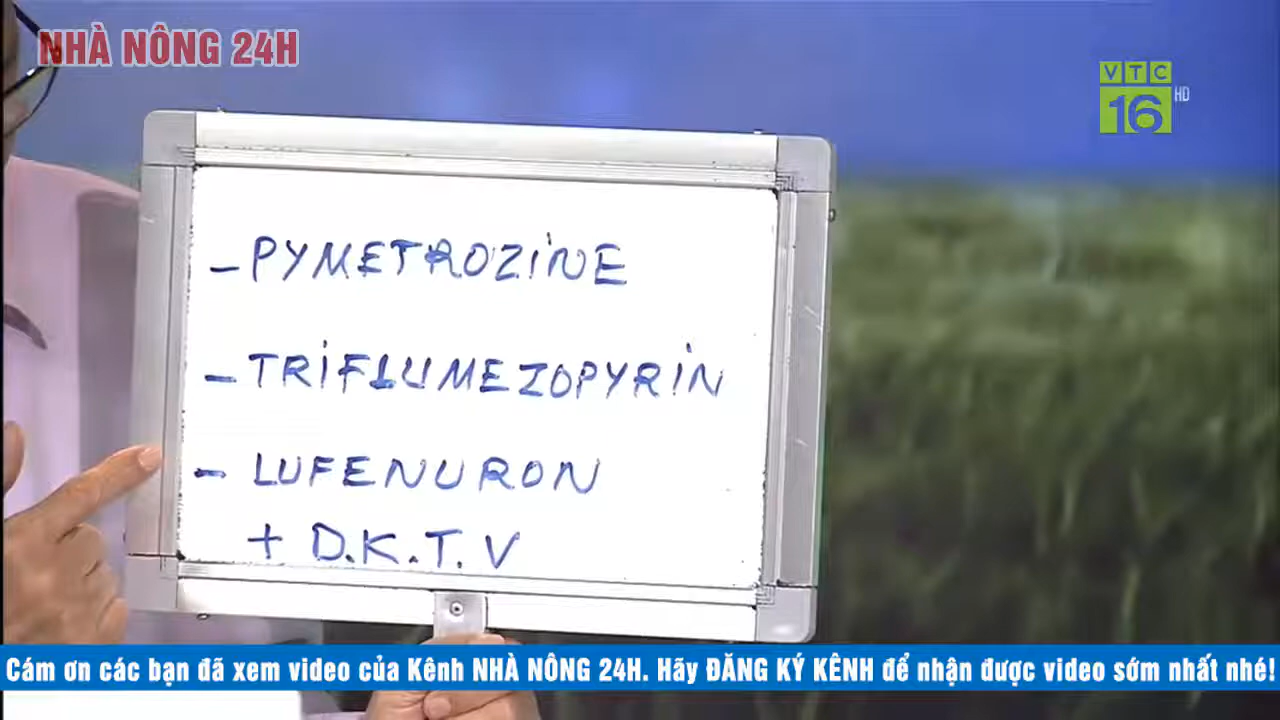 NHÀ NÔNG 24H
VTC
16 HD
- PYMETROZiNE
- TRiFLUMEZOPYRiN
- LUFENURON
+ D.K.T.V
Cám ơn các bạn đã xem video của Kênh NHÀ NÔNG 24H. Hãy ĐĂNG KÝ KÊNH để nhận được video sớm nhất nhé!